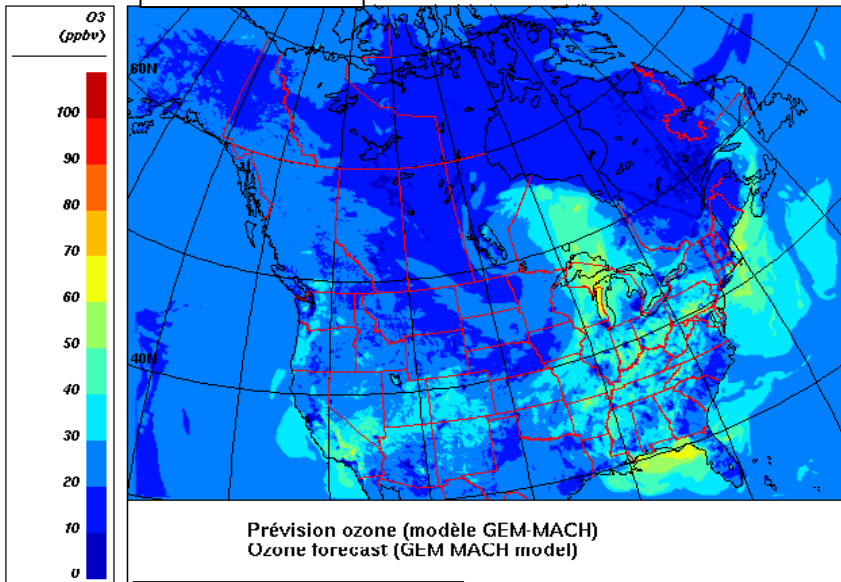 O3
(ppbv)
100
90
80
70
60
50
40
30
20
10
0
60N
40N
Prévision ozone (modèle GEM-MACH)
Ozone forecast (GEM MACH model)